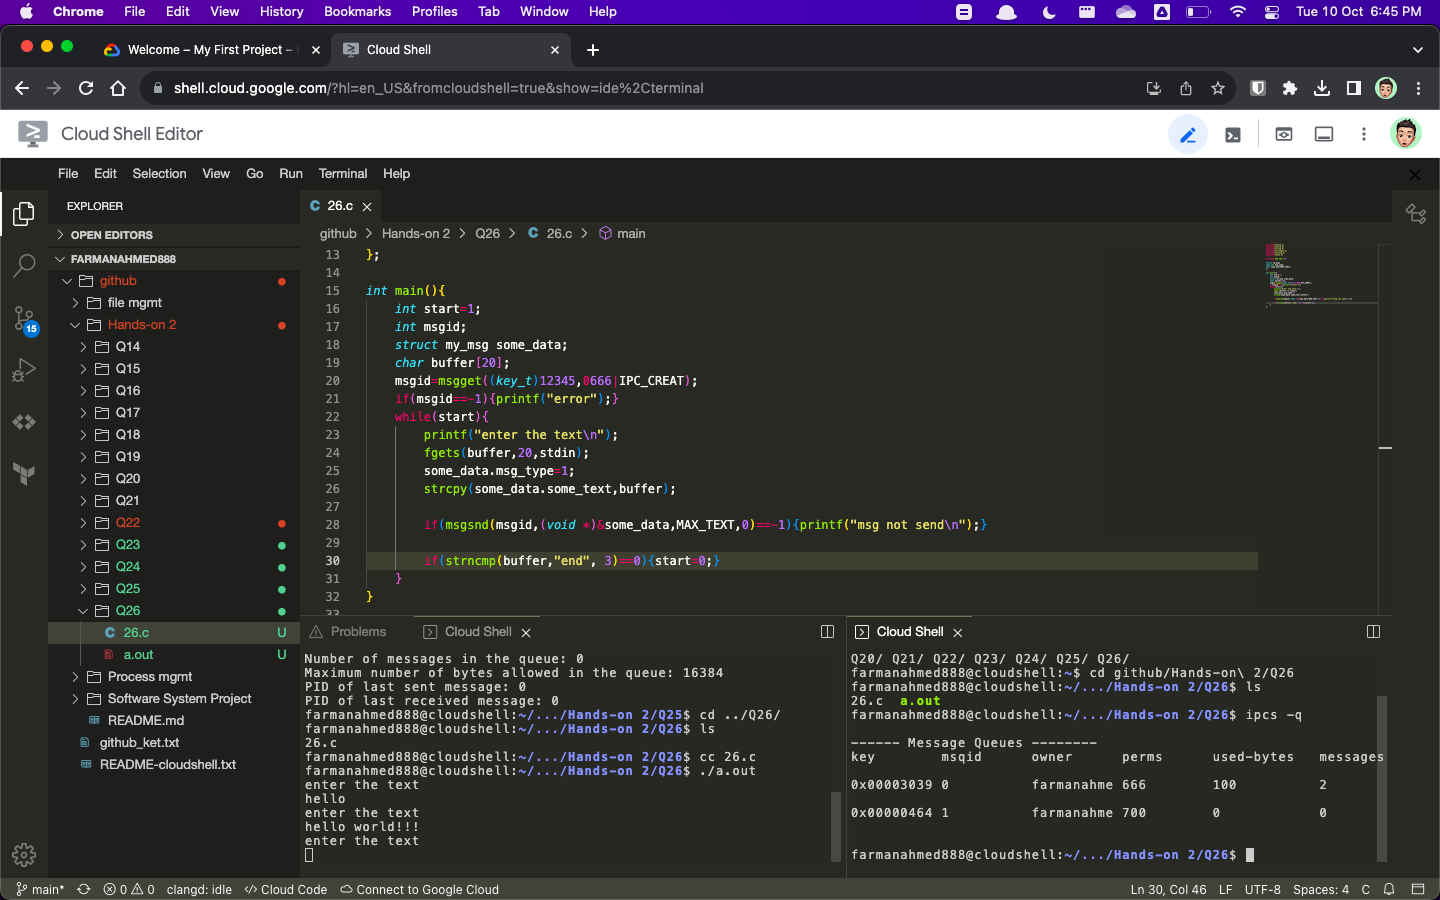 Chrome File Edit View History Bookmarks Profiles Tab Window Help
Tue 10 Oct 6:45 PM
Welcome – My First Project –
Cloud Shell
shell.cloud.google.com/?hl=en_US&fromcloudshell=true&show=ide%2Cterminal
Cloud Shell Editor
File Edit Selection View Go Run Terminal Help
EXPLORER
OPEN EDITORS
FARMANAHMED888
github
file mgmt
Hands-on 2
Q14
Q15
15
Q16
Q17
Q18
Q19
Q20
Q21
Q22
Q23
Q24
Q25
Q26
C 26.c U
a.out U
Process mgmt
Software System Project
README.md
github_ket.txt
README-cloudshell.txt
C 26.c
github > Hands-on 2 > Q26 > C 26.c > main
13 };
14
15 int main(){
16 int start=1;
17 int msgid;
18 struct my_msg some_data;
19 char buffer[20];
20 msgid=msgget((key_t)12345,0666|IPC_CREAT);
21 if(msgid==-1){printf("error");}
22 while(start){
23 printf("enter the text\n");
24 fgets(buffer,20,stdin);
25 some_data.msg_type=1;
26 strcpy(some_data.some_text,buffer);
27
28 if(msgsnd(msgid,(void *)&some_data,MAX_TEXT,0)==-1){printf("msg not send\n");}
29
30 if(strncmp(buffer,"end", 3)==0){start=0;}
31 }
32 }
33
Problems
Cloud Shell
Number of messages in the queue: 0
Maximum number of bytes allowed in the queue: 16384
PID of last sent message: 0
PID of last received message: 0
farmanahmed888@cloudshell:~/.../Hands-on 2/Q25$ cd ../Q26/
farmanahmed888@cloudshell:~/.../Hands-on 2/Q26$ ls
26.c
farmanahmed888@cloudshell:~/.../Hands-on 2/Q26$ cc 26.c
farmanahmed888@cloudshell:~/.../Hands-on 2/Q26$ ./a.out
enter the text
hello
enter the text
hello world!!!
enter the text
Cloud Shell
Q20/ Q21/ Q22/ Q23/ Q24/ Q25/ Q26/
farmanahmed888@cloudshell:~$ cd github/Hands-on\ 2/Q26
farmanahmed888@cloudshell:~/.../Hands-on 2/Q26$ ls
26.c a.out
farmanahmed888@cloudshell:~/.../Hands-on 2/Q26$ ipcs -q
------ Message Queues --------
key msqid owner perms used-bytes messages
0x00003039 0 farmanahme 666 100 2
0x00000464 1 farmanahme 700 0 0
farmanahmed888@cloudshell:~/.../Hands-on 2/Q26$
main* 0 0 clangd: idle Cloud Code Connect to Google Cloud
Ln 30, Col 46 LF UTF-8 Spaces: 4 C